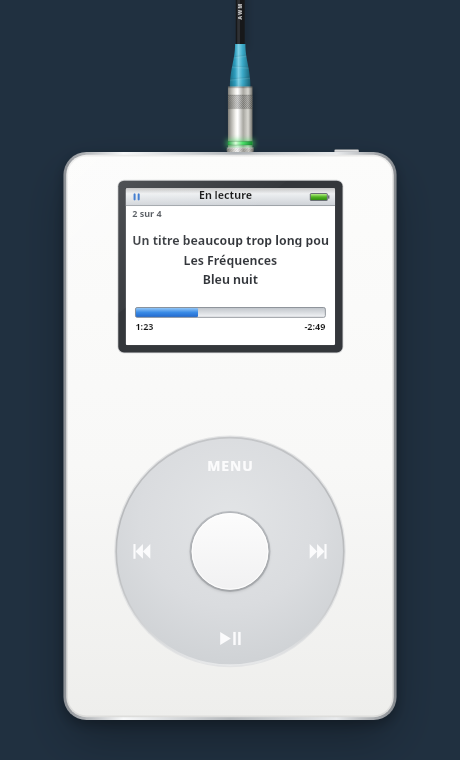 AWM
En lecture
2 sur 4
Un titre beaucoup trop long pou
Les Fréquences
Bleu nuit
1:23
-2:49
MENU